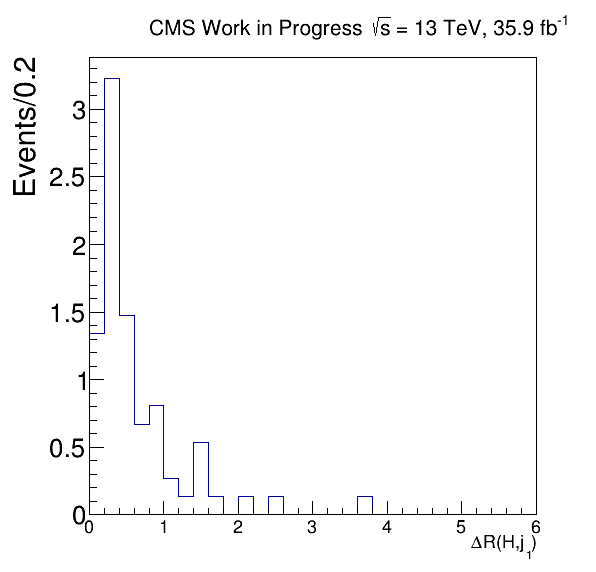 CMS Work in Progress √s = 13 TeV, 35.9 fb⁻¹
Events/0.2
3
2.5
2
1.5
1
0.5
0
0 1 2 3 4 5 6
ΔR(H,j₁)